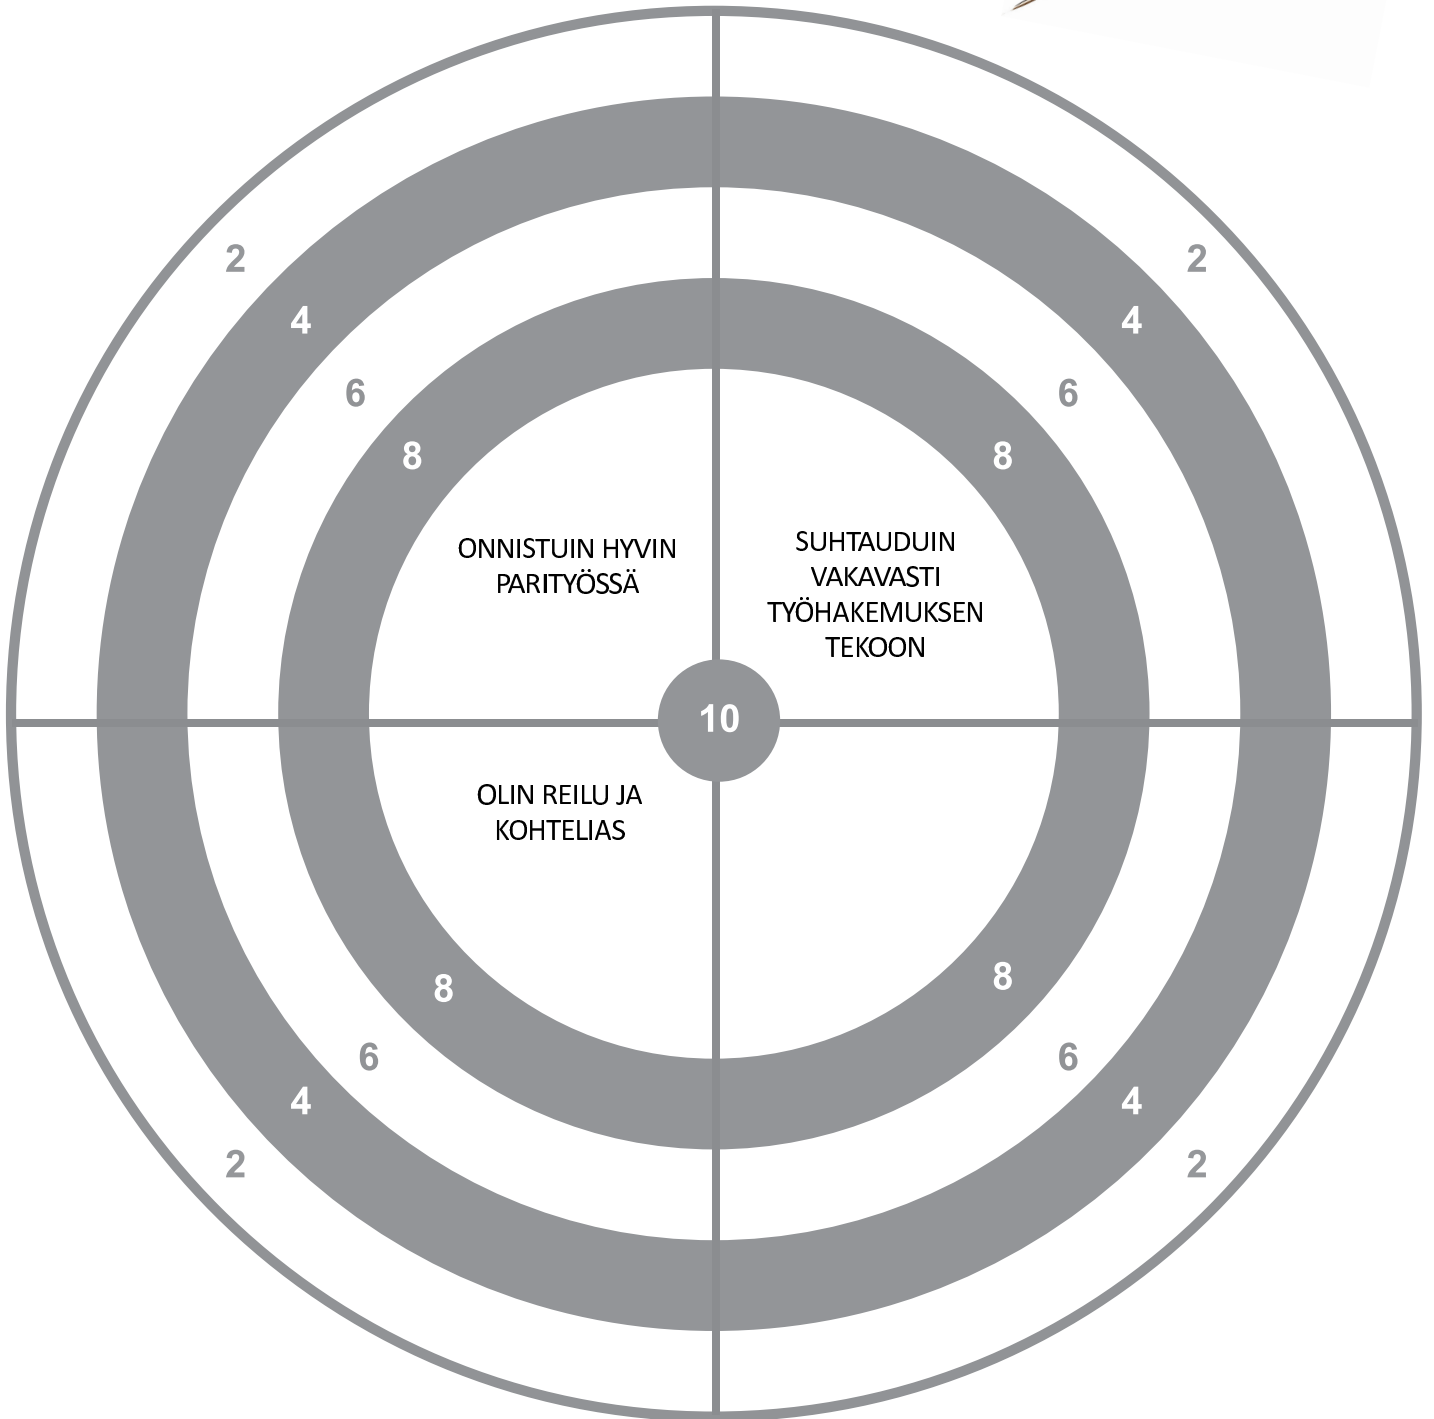 2
2
4
4
6
6
8
8
ONNISTUIN HYVIN
PARITYÖSSÄ
SUHTAUDUIN
VAKAVASTI
TYÖHAKEMUKSEN
TEKOON
10
OLIN REILU JA
KOHTELIAS
8
8
6
6
4
4
2
2